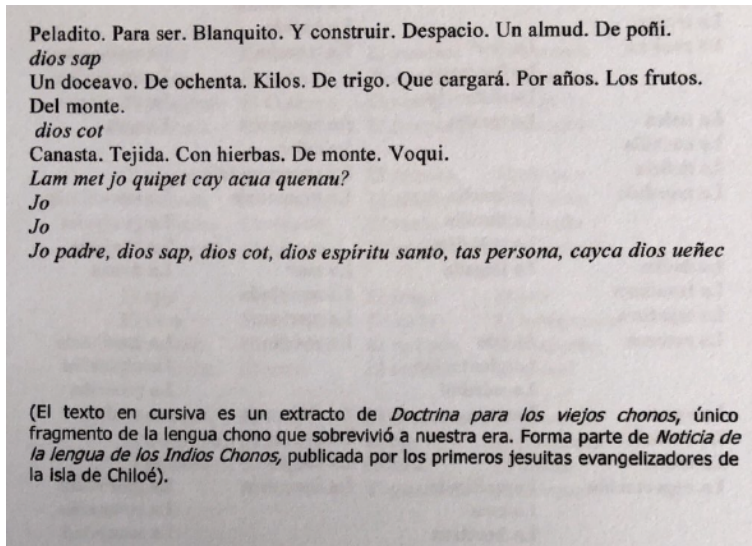 Peladito. Para ser. Blanquito. Y construir. Despacio. Un almud. De poñi.
dios sap
Un doceavo. De ochenta. Kilos. De trigo. Que cargará. Por años. Los frutos.
Del monte.
dios cot
Canasta. Tejida. Con hierbas. De monte. Voqui.
Lam met jo quipet cay acua quenau?
Jo
Jo
Jo padre, dios sap, dios cot, dios espíritu santo, tas persona, cayca dios ueñec
(El texto en cursiva es un extracto de Doctrina para los viejos chonos, único
fragmento de la lengua chono que sobrevivió a nuestra era. Forma parte de Noticia de
la lengua de los Indios Chonos, publicada por los primeros jesuitas evangelizadores de
la isla de Chiloé).